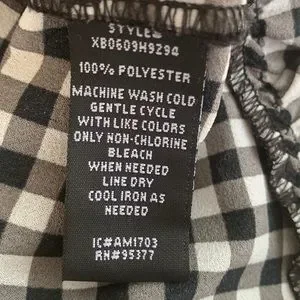 STYLE#
XB0609H9294
100% POLYESTER
MACHINE WASH COLD
GENTLE CYCLE
WITH LIKE COLORS
ONLY NON-CHLORINE
BLEACH
WHEN NEEDED
LINE DRY
COOL IRON AS
NEEDED
IC#AM1703
RN#95377